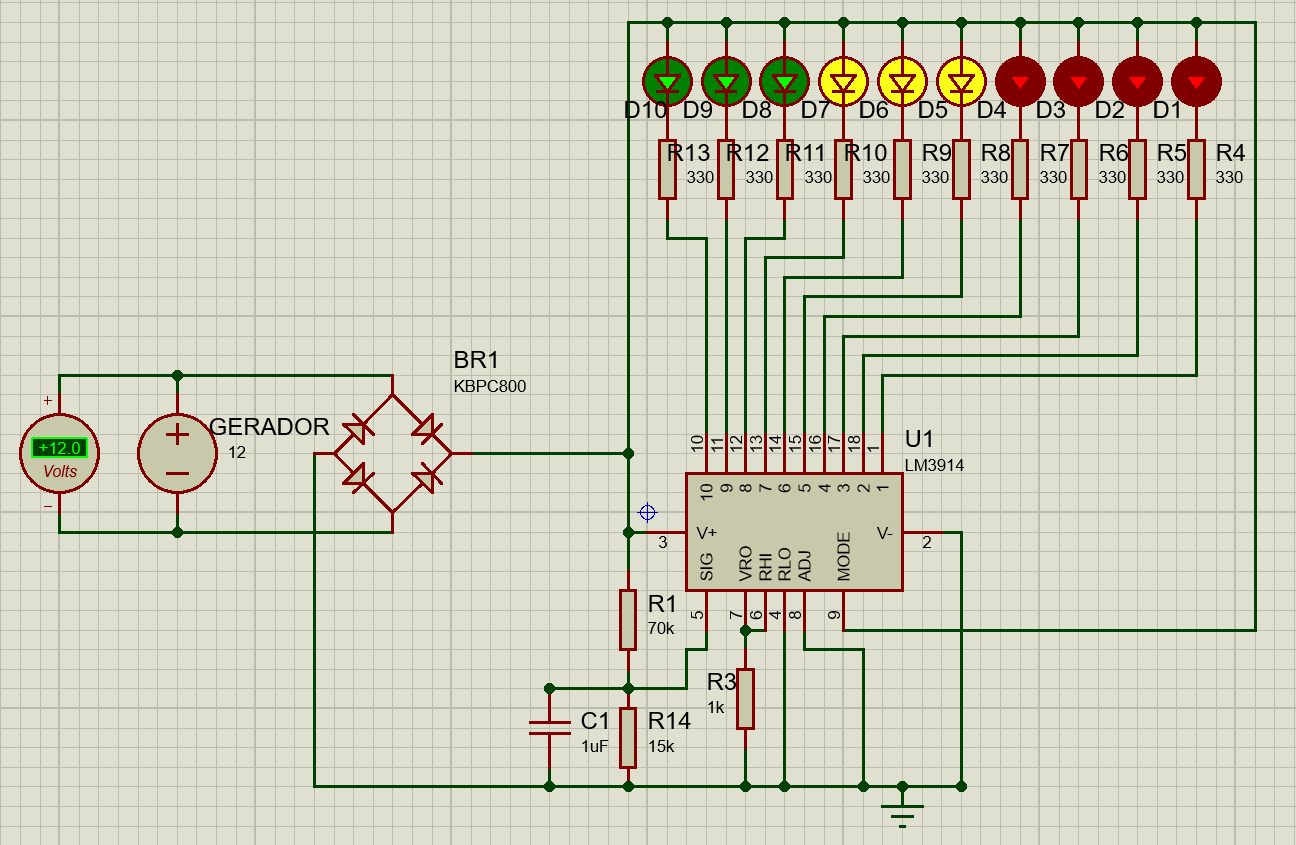 D10 D9 D8 D7 D6 D5 D4 D3 D2 D1
R13 R12 R11 R10 R9 R8 R7 R6 R5 R4
330 330 330 330 330 330 330 330 330 330
BR1
KBPC800
+
+12.0
Volts
−
GERADOR
12
10 11 12 13 14 15 16 17 18 1
U1
LM3914
10 9 8 7 6 5 4 3 2 1
V+
V-
3
2
SIG VRO RHI RLO ADJ MODE
5 7 6 4 8 9
R1
70k
R3
1k
C1
1uF
R14
15k